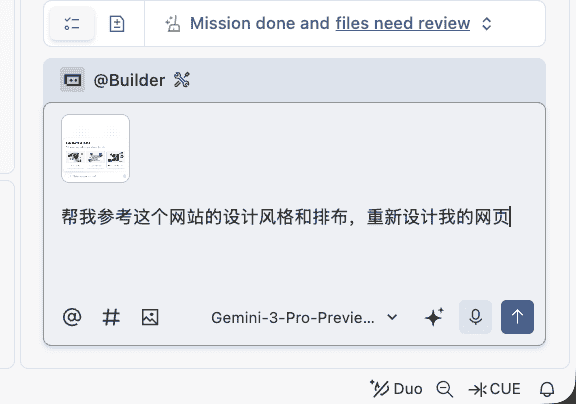 Mission done and files need review
@Builder
帮我参考这个网站的设计风格和排布，重新设计我的网页
@ # Gemini-3-Pro-Previe...
Duo CUE